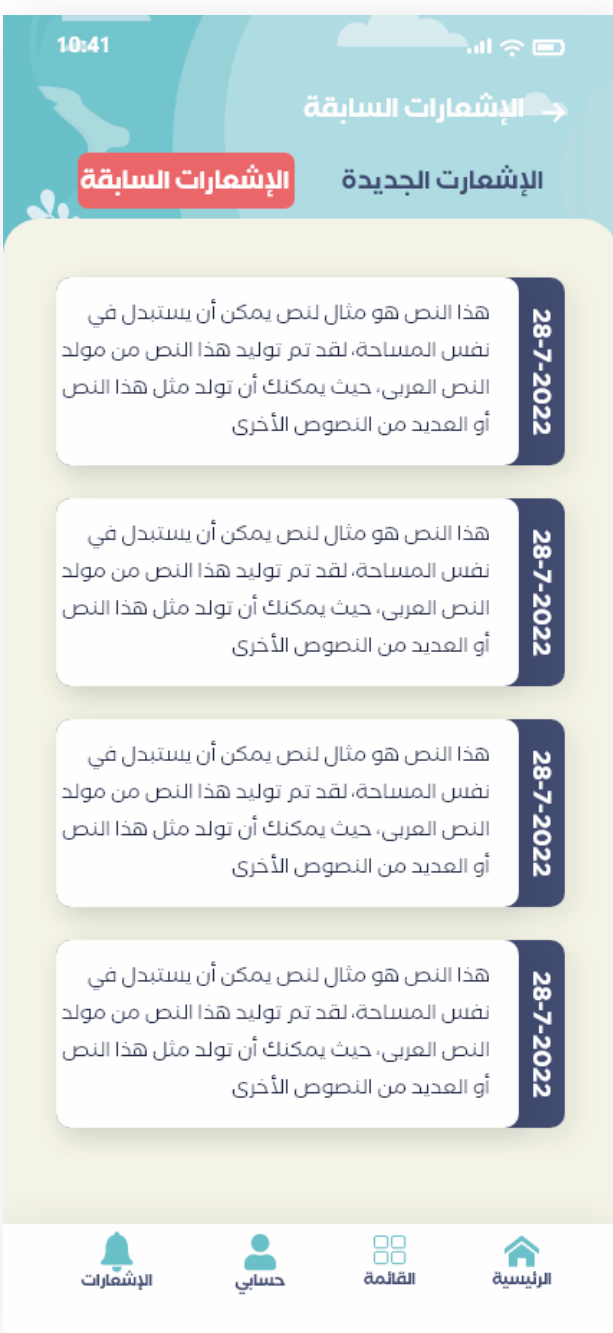 10:41
الإشعارات السابقة
الإشعارت الجديدة
الإشعارات السابقة
28-7-2022
هذا النص هو مثال لنص يمكن أن يستبدل في
نفس المساحة، لقد تم توليد هذا النص من مولد
النص العربى، حيث يمكنك أن تولد مثل هذا النص
أو العديد من النصوص الأخرى
28-7-2022
هذا النص هو مثال لنص يمكن أن يستبدل في
نفس المساحة، لقد تم توليد هذا النص من مولد
النص العربى، حيث يمكنك أن تولد مثل هذا النص
أو العديد من النصوص الأخرى
28-7-2022
هذا النص هو مثال لنص يمكن أن يستبدل في
نفس المساحة، لقد تم توليد هذا النص من مولد
النص العربى، حيث يمكنك أن تولد مثل هذا النص
أو العديد من النصوص الأخرى
28-7-2022
هذا النص هو مثال لنص يمكن أن يستبدل في
نفس المساحة، لقد تم توليد هذا النص من مولد
النص العربى، حيث يمكنك أن تولد مثل هذا النص
أو العديد من النصوص الأخرى
الرئيسية
القائمة
حسابي
الإشعارات